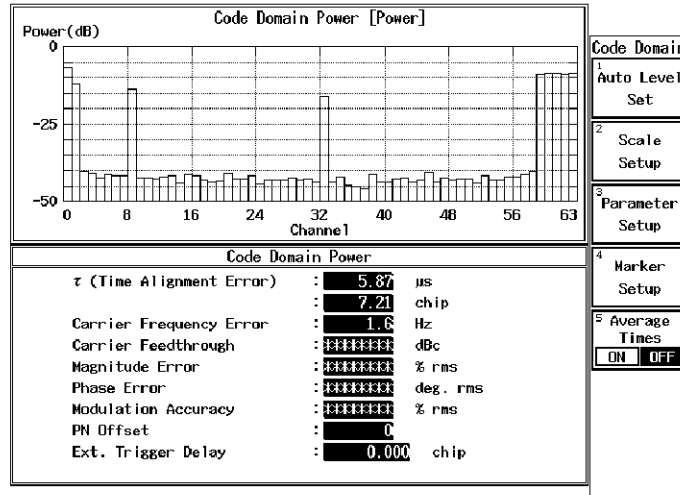 Code Domain Power [Power]
Power(dB)
0
-25
-50
0 8 16 24 32 40 48 56 63
Channel
Code Domain Power
τ (Time Alignment Error) : 5.87 μs
: 7.21 chip
Carrier Frequency Error : 1.6 Hz
Carrier Feedthrough : ******** dBc
Magnitude Error : ******** % rms
Phase Error : ******** deg. rms
Modulation Accuracy : ******** % rms
PN Offset : 0
Ext. Trigger Delay : 0.000 chip
Code Domain
1
Auto Level
Set
2
Scale
Setup
3
Parameter
Setup
4
Marker
Setup
5 Average
Times
ON OFF